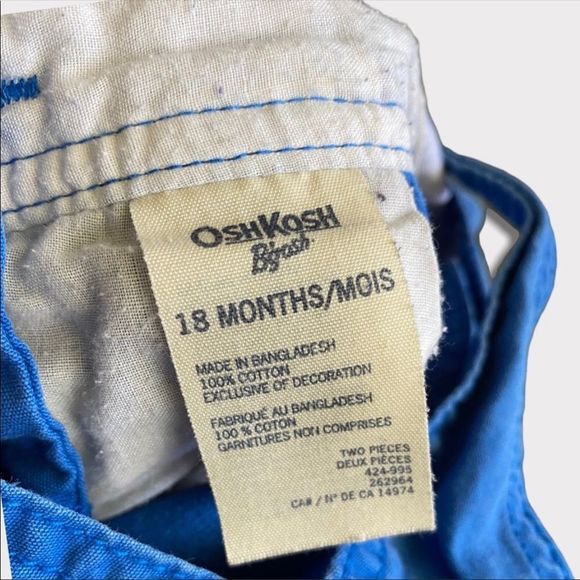 OSHKOSH
B'gosh
18 MONTHS/MOIS
MADE IN BANGLADESH
100% COTTON
EXCLUSIVE OF DECORATION
FABRIQUÉ AU BANGLADESH
100 % COTON
GARNITURES NON COMPRISES
TWO PIECES
DEUX PIÈCES
424-995
262964
CA# / N° DE CA 14974